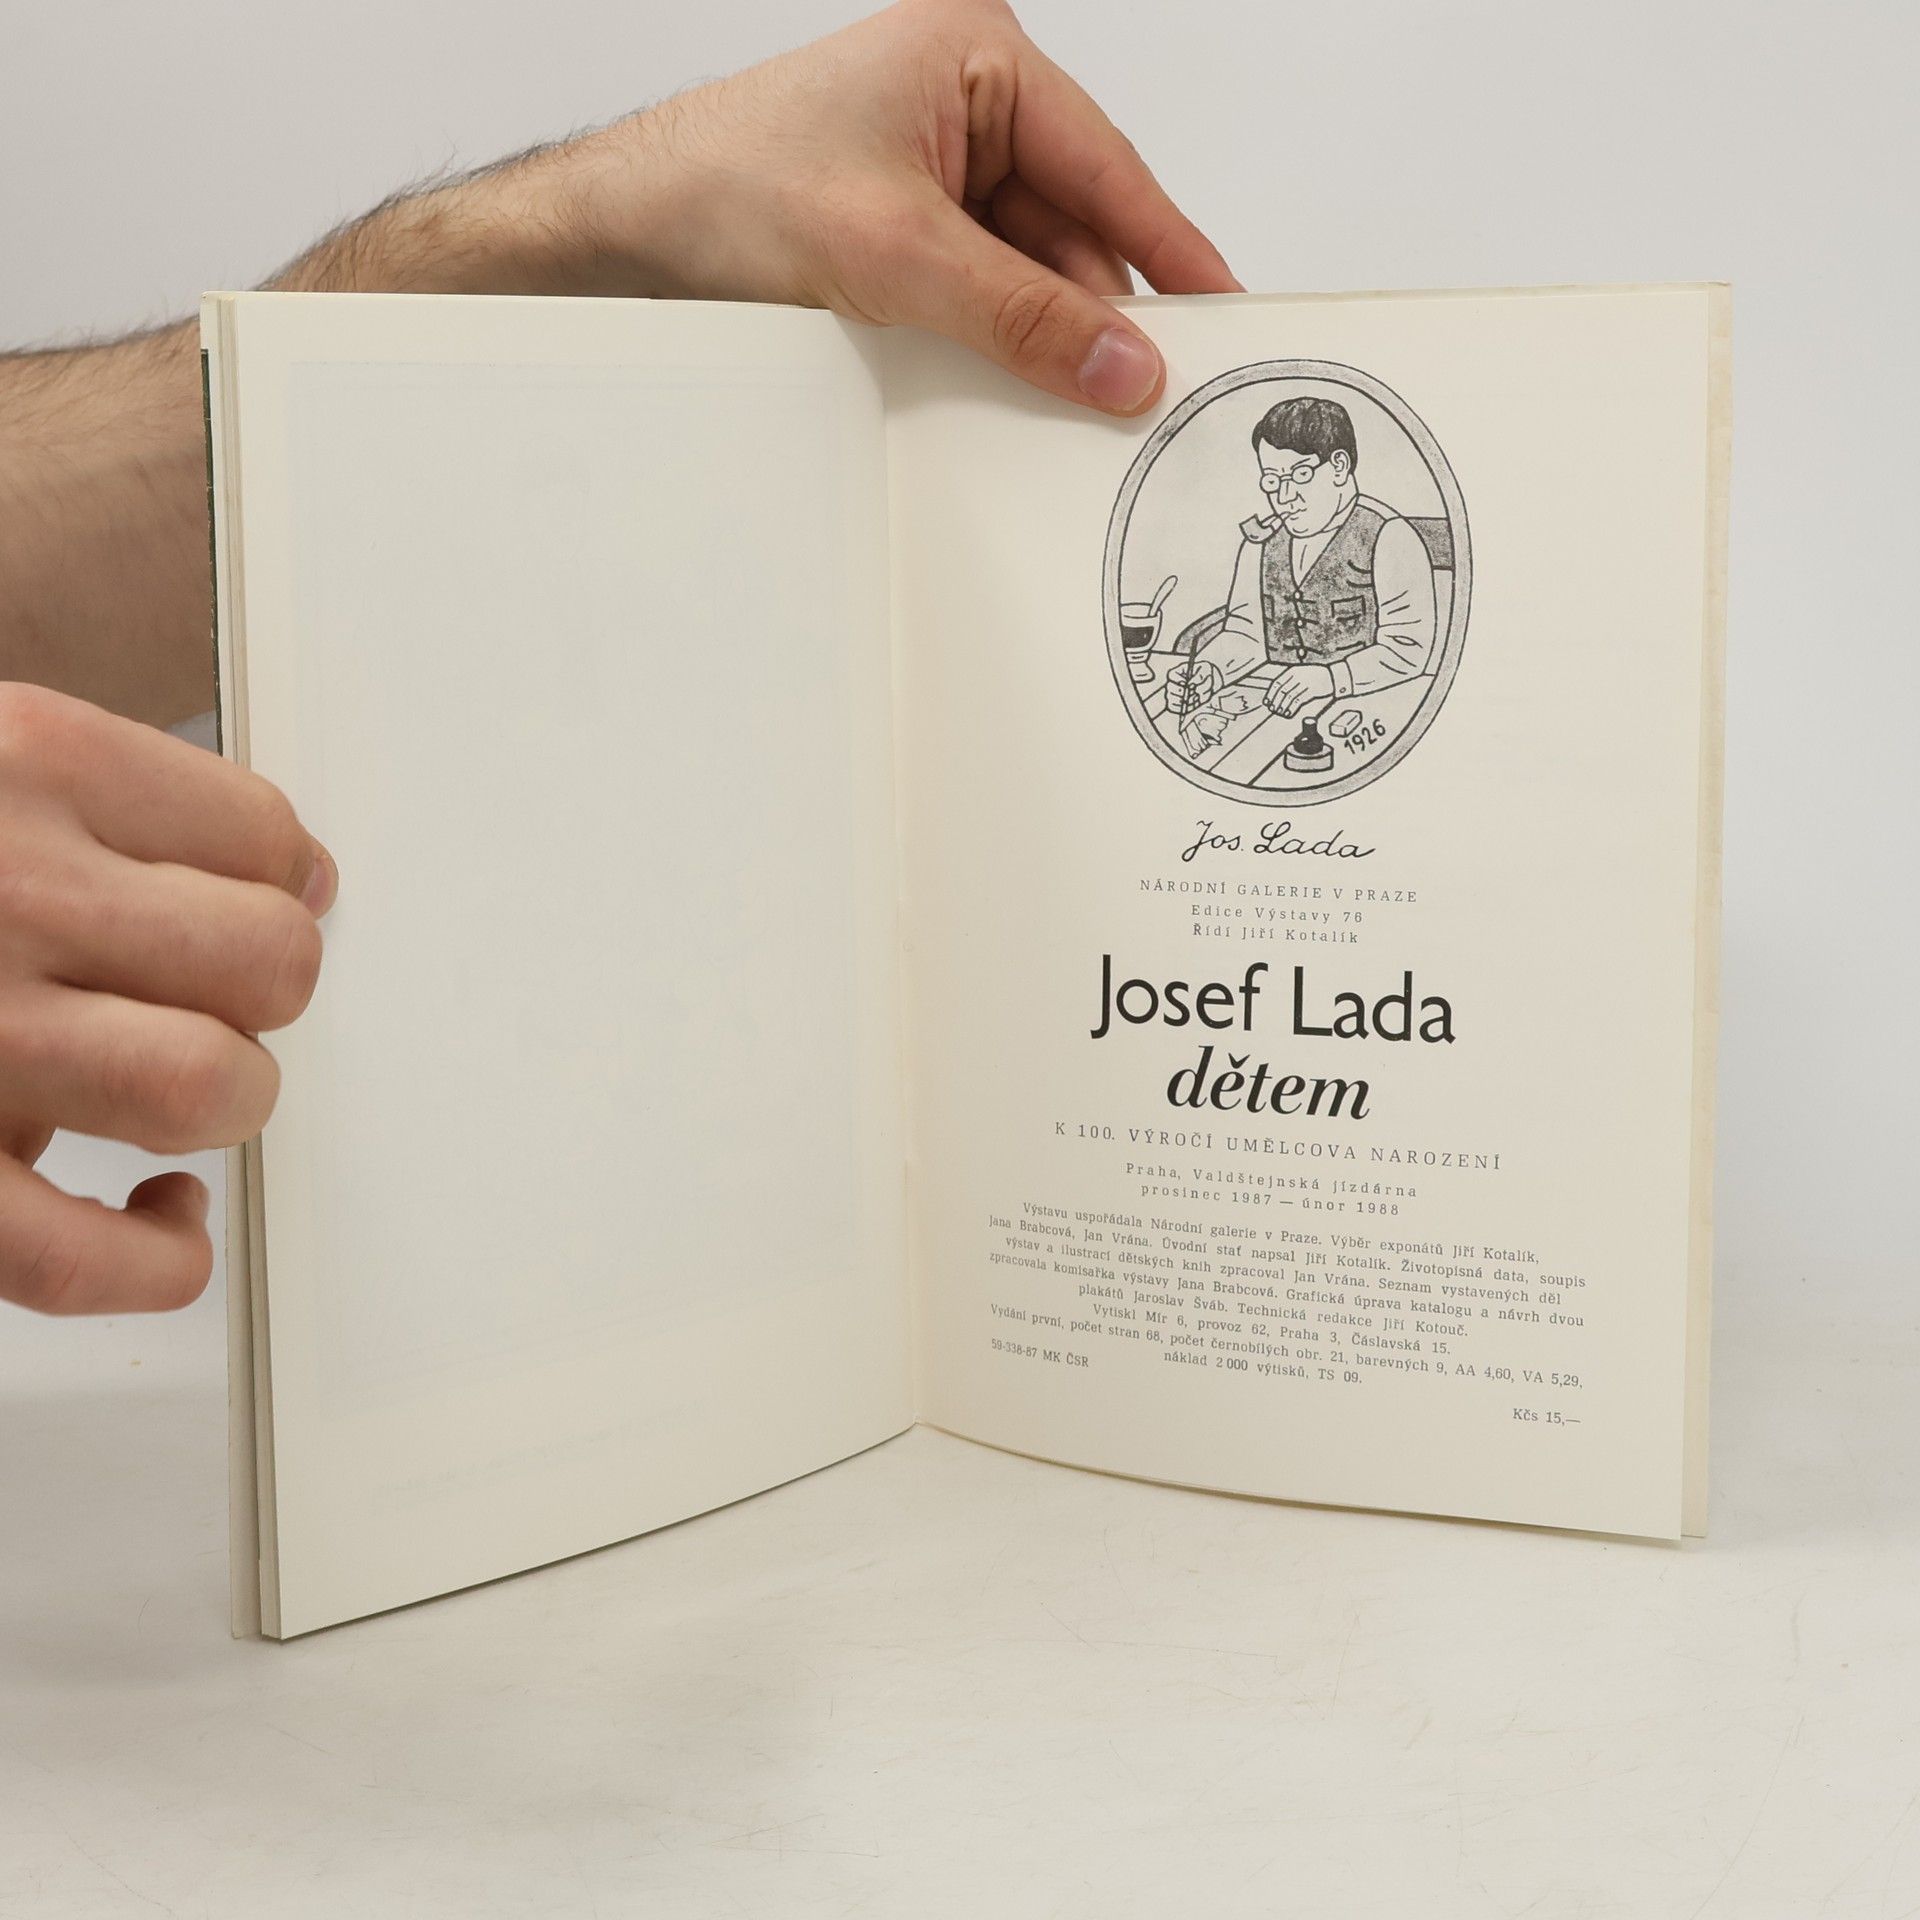 1926
Jos. Lada
NÁRODNÍ GALERIE V PRAZE
Edice Výstavy 76
Řídí Jiří Kotalík
Josef Lada
dětem
K 100. VÝROČÍ UMĚLCOVA NAROZENÍ
Praha, Valdštejnská jízdárna
prosinec 1987 — únor 1988
Výstavu uspořádala Národní galerie v Praze. Výběr exponátů Jiří Kotalík,
Jana Brabcová, Jan Vrána. Úvodní stať napsal Jiří Kotalík. Životopisná data, soupis
výstav a ilustrací dětských knih zpracoval Jan Vrána. Seznam vystavených děl
zpracovala komisařka výstavy Jana Brabcová. Grafická úprava katalogu a návrh dvou
plakátů Jaroslav Šváb. Technická redakce Jiří Kotouč.
Vytiskl Mír 6, provoz 62, Praha 3, Čáslavská 15.
Vydání první, počet stran 68, počet černobílých obr. 21, barevných 9, AA 4,60, VA 5,29,
náklad 2 000 výtisků, TS 09.
59-338-87 MK ČSR
Kčs 15,—